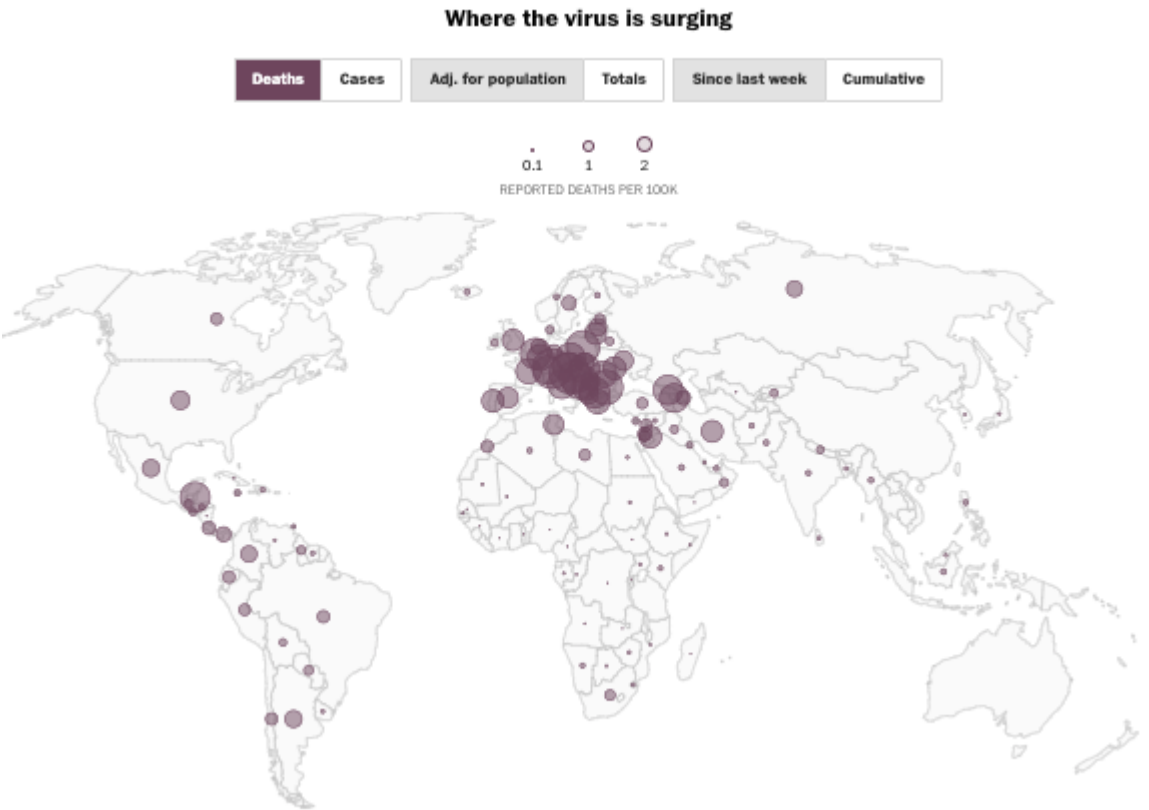 Where the virus is surging
Deaths Cases Adj. for population Totals Since last week Cumulative
0.1 1 2
REPORTED DEATHS PER 100K